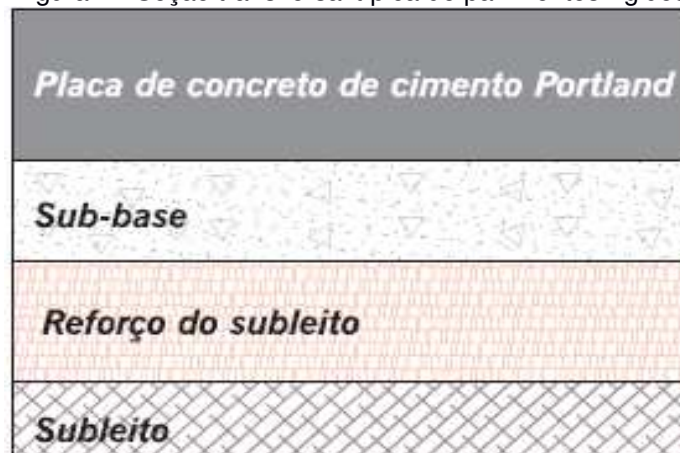 Placa de concreto de cimento Portland
Sub-base
Reforço do subleito
Subleito